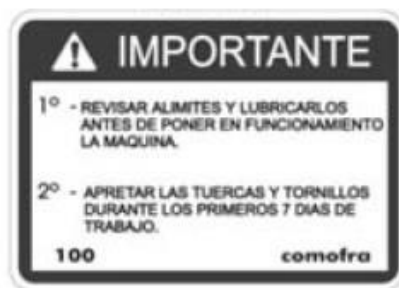 IMPORTANTE
1º - REVISAR ALIMITES Y LUBRICARLOS
ANTES DE PONER EN FUNCIONAMIENTO
LA MAQUINA.
2º - APRETAR LAS TUERCAS Y TORNILLOS
DURANTE LOS PRIMEROS 7 DIAS DE
TRABAJO.
100 comofra